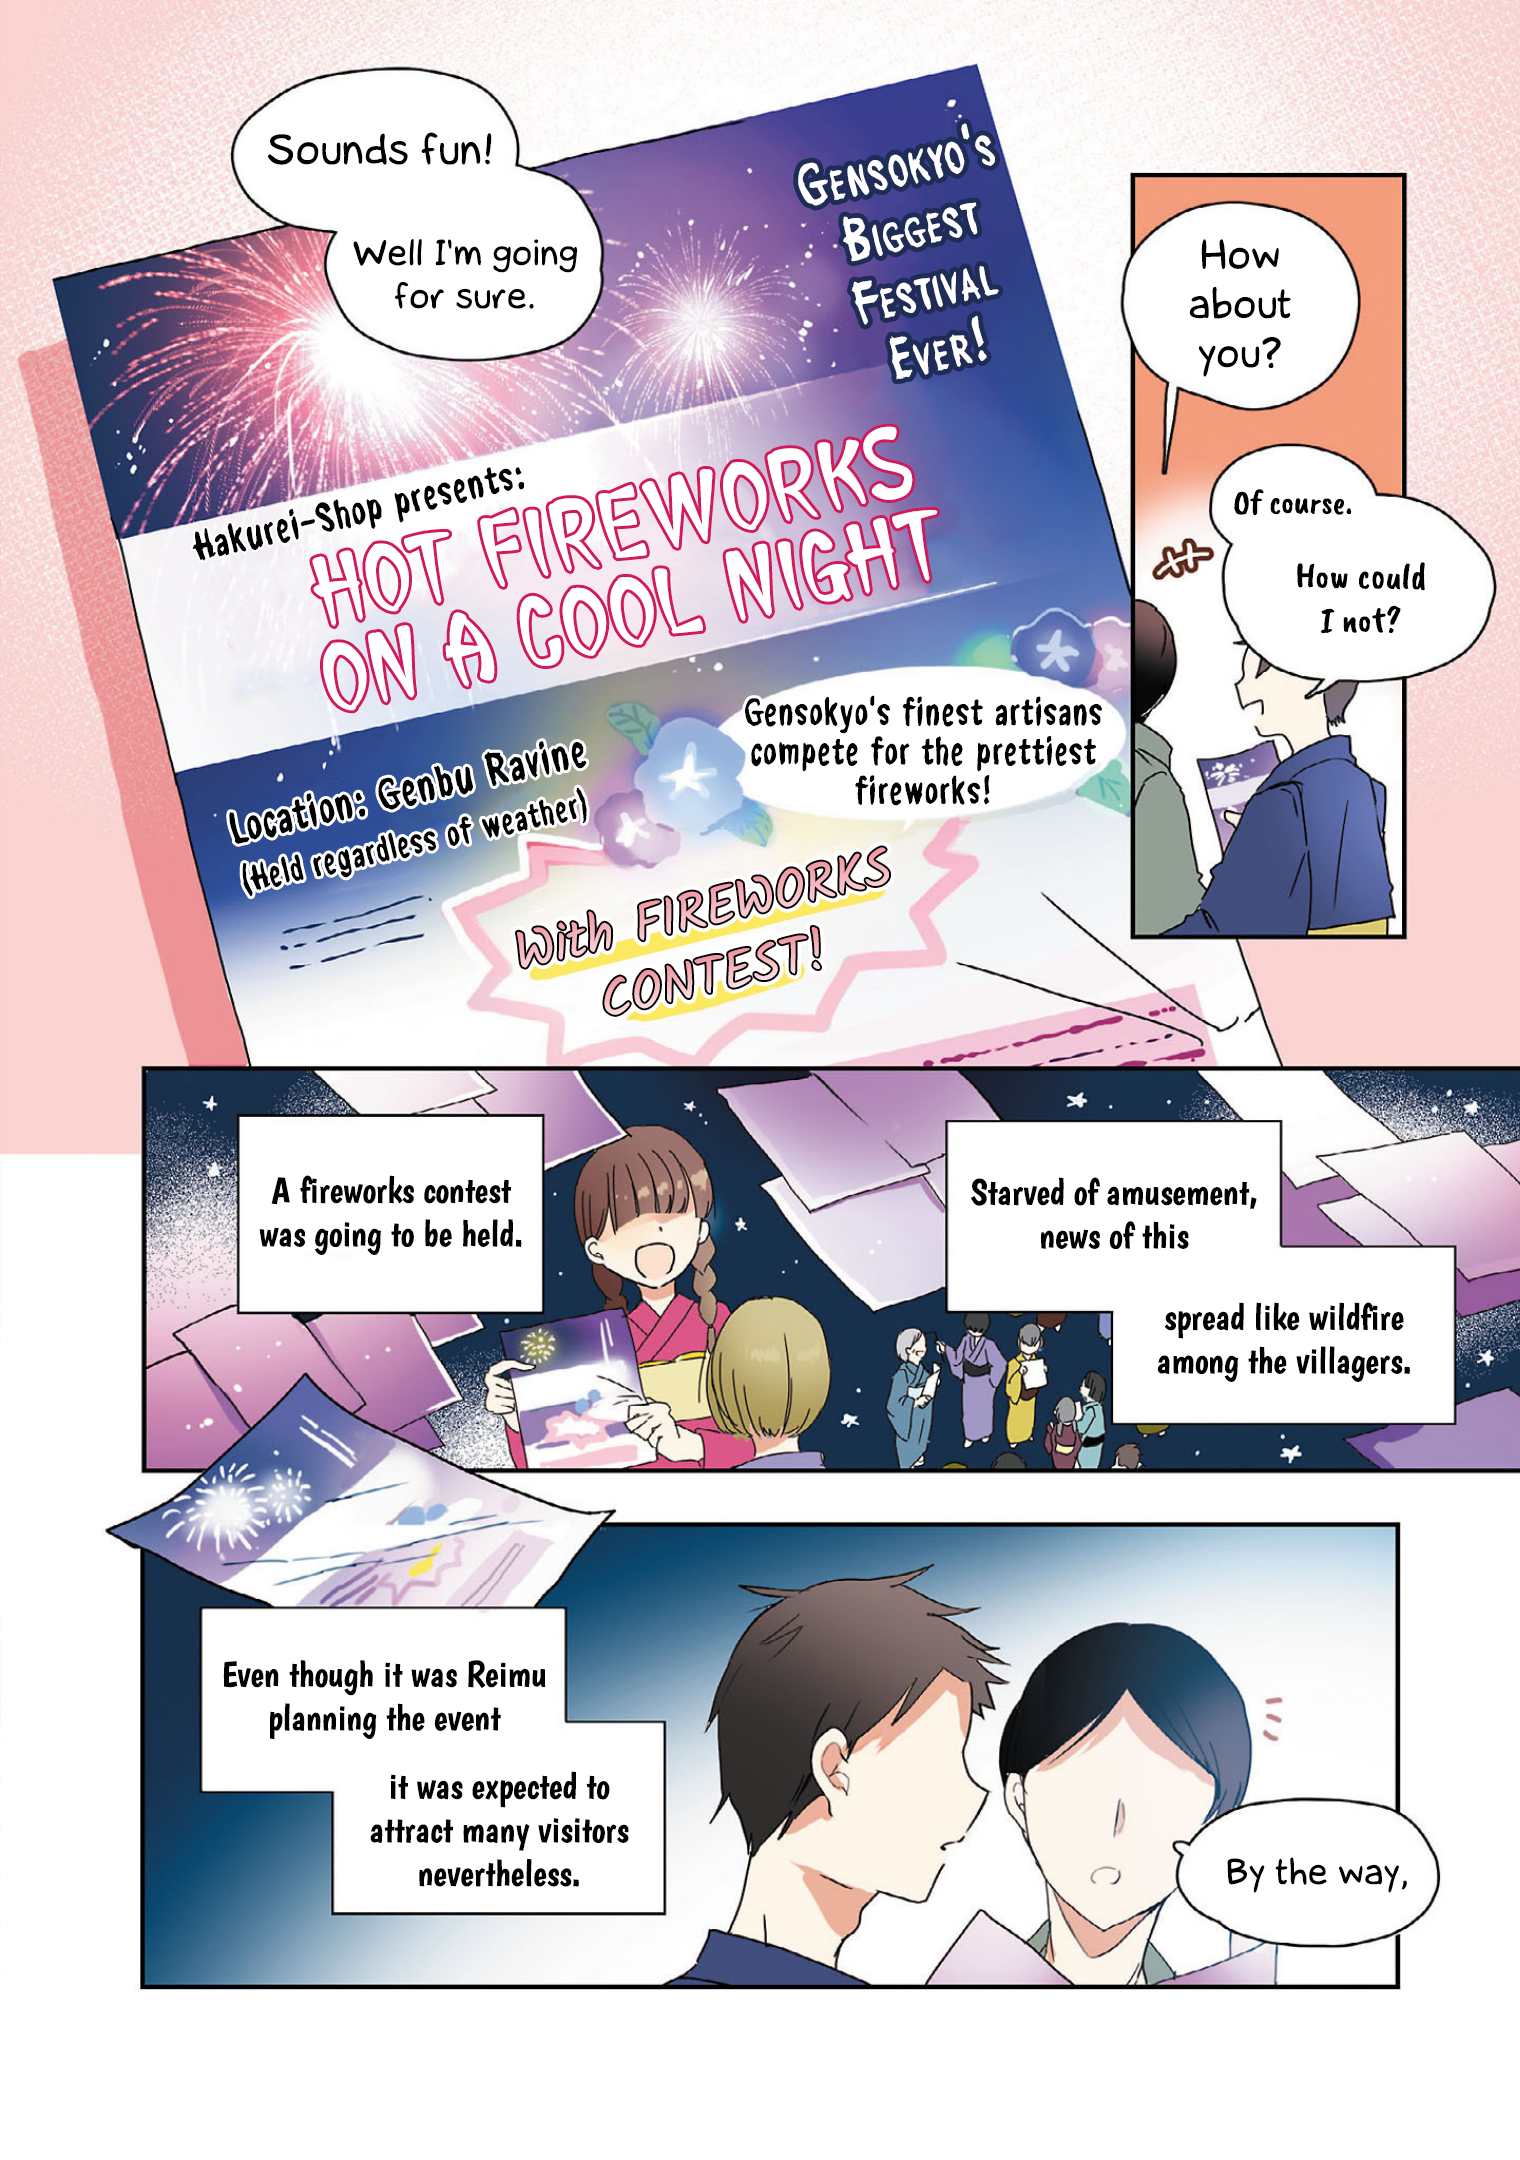 Sounds fun!
Well I'm going
for sure.
Gensokyo's
Biggest
Festival
Ever!
Hakurei-Shop presents:
HOT FIREWORKS
ON A COOL NIGHT
Location: Genbu Ravine
(Held regardless of weather)
Gensokyo's finest artisans
compete for the prettiest
fireworks!
With FIREWORKS
CONTEST!
How
about
you?
Of course.
How could
I not?
A fireworks contest
was going to be held.
Starved of amusement,
news of this
spread like wildfire
among the villagers.
Even though it was Reimu
planning the event
it was expected to
attract many visitors
nevertheless.
By the way,